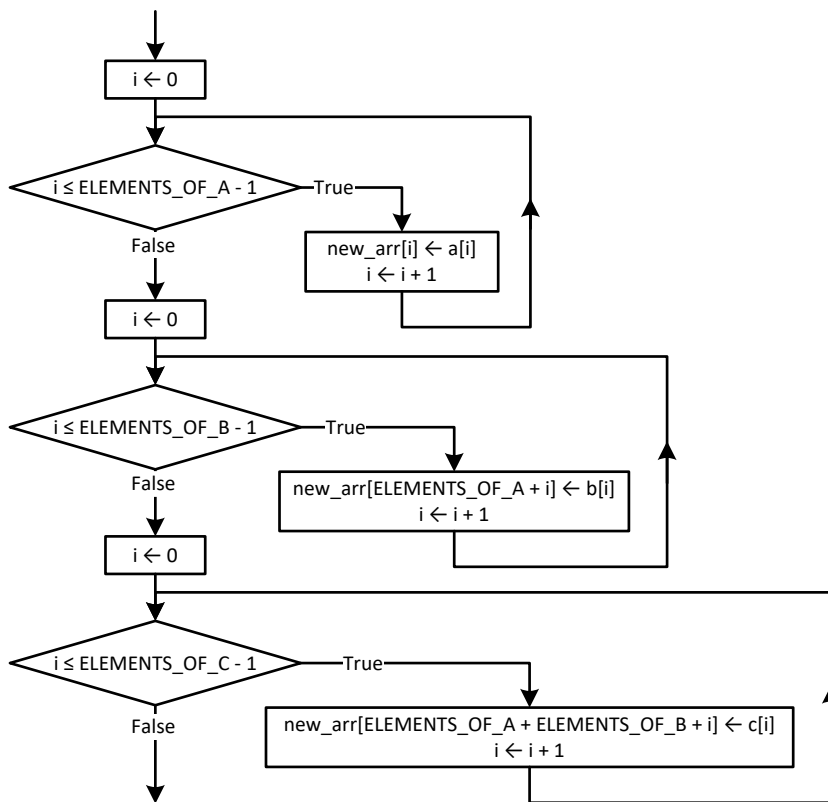 i ← 0
i ≤ ELEMENTS_OF_A - 1
True
False
new_arr[i] ← a[i]
i ← i + 1
i ← 0
i ≤ ELEMENTS_OF_B - 1
True
False
new_arr[ELEMENTS_OF_A + i] ← b[i]
i ← i + 1
i ← 0
i ≤ ELEMENTS_OF_C - 1
True
False
new_arr[ELEMENTS_OF_A + ELEMENTS_OF_B + i] ← c[i]
i ← i + 1